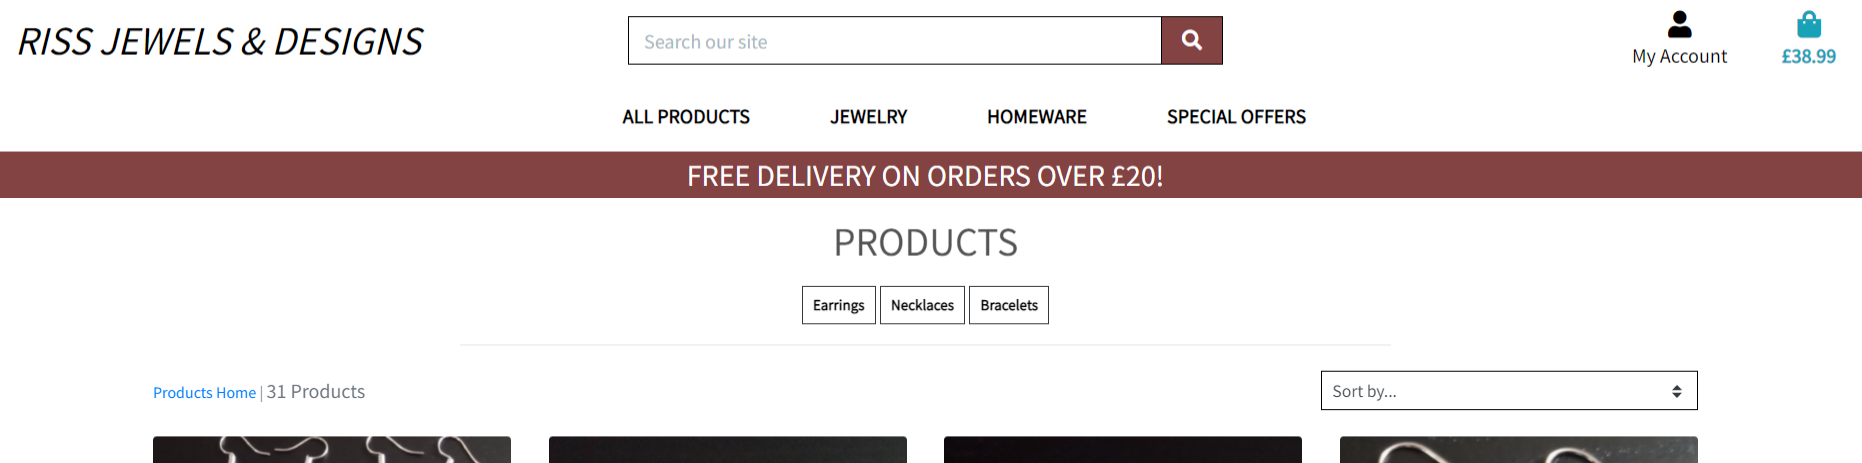 RISS JEWELS & DESIGNS
Search our site
My Account
£38.99
ALL PRODUCTS JEWELRY HOMEWARE SPECIAL OFFERS
FREE DELIVERY ON ORDERS OVER £20!
PRODUCTS
Earrings Necklaces Bracelets
Products Home | 31 Products
Sort by...